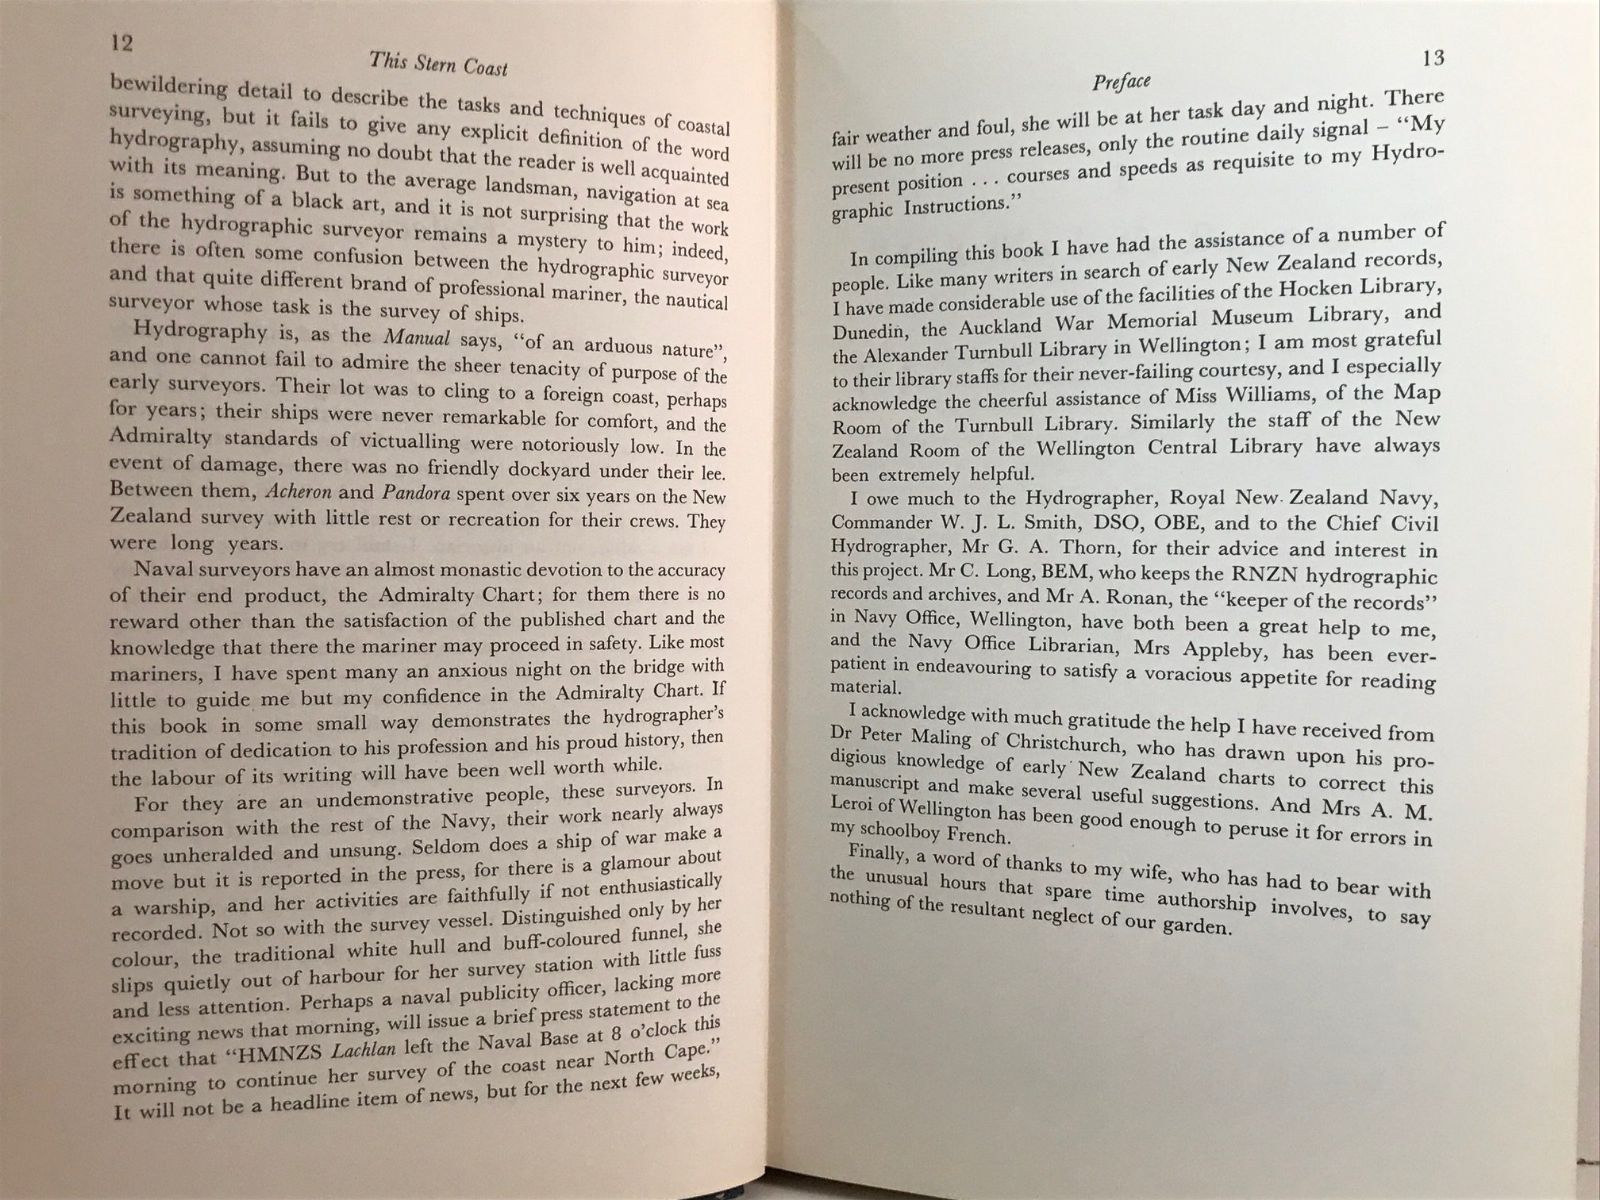 12
This Stern Coast
bewildering detail to describe the tasks and techniques of coastal
surveying, but it fails to give any explicit definition of the word
hydrography, assuming no doubt that the reader is well acquainted
with its meaning. But to the average landsman, navigation at sea
is something of a black art, and it is not surprising that the work
of the hydrographic surveyor remains a mystery to him; indeed,
there is often some confusion between the hydrographic surveyor
and that quite different brand of professional mariner, the nautical
surveyor whose task is the survey of ships.
Hydrography is, as the Manual says, “of an arduous nature”,
and one cannot fail to admire the sheer tenacity of purpose of the
early surveyors. Their lot was to cling to a foreign coast, perhaps
for years; their ships were never remarkable for comfort, and the
Admiralty standards of victualling were notoriously low. In the
event of damage, there was no friendly dockyard under their lee.
Between them, Acheron and Pandora spent over six years on the New
Zealand survey with little rest or recreation for their crews. They
were long years.
Naval surveyors have an almost monastic devotion to the accuracy
of their end product, the Admiralty Chart; for them there is no
reward other than the satisfaction of the published chart and the
knowledge that there the mariner may proceed in safety. Like most
mariners, I have spent many an anxious night on the bridge with
little to guide me but my confidence in the Admiralty Chart. If
this book in some small way demonstrates the hydrographer’s
tradition of dedication to his profession and his proud history, then
the labour of its writing will have been well worth while.
For they are an undemonstrative people, these surveyors. In
comparison with the rest of the Navy, their work nearly always
goes unheralded and unsung. Seldom does a ship of war make a
move but it is reported in the press, for there is a glamour about
a warship, and her activities are faithfully if not enthusiastically
recorded. Not so with the survey vessel. Distinguished only by her
colour, the traditional white hull and buff-coloured funnel, she
slips quietly out of harbour for her survey station with little fuss
and less attention. Perhaps a naval publicity officer, lacking more
exciting news that morning, will issue a brief press statement to the
effect that “HMNZS Lachlan left the Naval Base at 8 o’clock this
morning to continue her survey of the coast near North Cape.”
It will not be a headline item of news, but for the next few weeks,
13
Preface
fair weather and foul, she will be at her task day and night. There
will be no more press releases, only the routine daily signal – “My
present position . . . courses and speeds as requisite to my Hydro-
graphic Instructions.”
In compiling this book I have had the assistance of a number of
people. Like many writers in search of early New Zealand records,
I have made considerable use of the facilities of the Hocken Library,
Dunedin, the Auckland War Memorial Museum Library, and
the Alexander Turnbull Library in Wellington; I am most grateful
to their library staffs for their never-failing courtesy, and I especially
acknowledge the cheerful assistance of Miss Williams, of the Map
Room of the Turnbull Library. Similarly the staff of the New
Zealand Room of the Wellington Central Library have always
been extremely helpful.
I owe much to the Hydrographer, Royal New Zealand Navy,
Commander W. J. L. Smith, DSO, OBE, and to the Chief Civil
Hydrographer, Mr G. A. Thorn, for their advice and interest in
this project. Mr C. Long, BEM, who keeps the RNZN hydrographic
records and archives, and Mr A. Ronan, the “keeper of the records”
in Navy Office, Wellington, have both been a great help to me,
and the Navy Office Librarian, Mrs Appleby, has been ever-
patient in endeavouring to satisfy a voracious appetite for reading
material.
I acknowledge with much gratitude the help I have received from
Dr Peter Maling of Christchurch, who has drawn upon his pro-
digious knowledge of early New Zealand charts to correct this
manuscript and make several useful suggestions. And Mrs A. M.
Leroi of Wellington has been good enough to peruse it for errors in
my schoolboy French.
Finally, a word of thanks to my wife, who has had to bear with
the unusual hours that spare time authorship involves, to say
nothing of the resultant neglect of our garden.